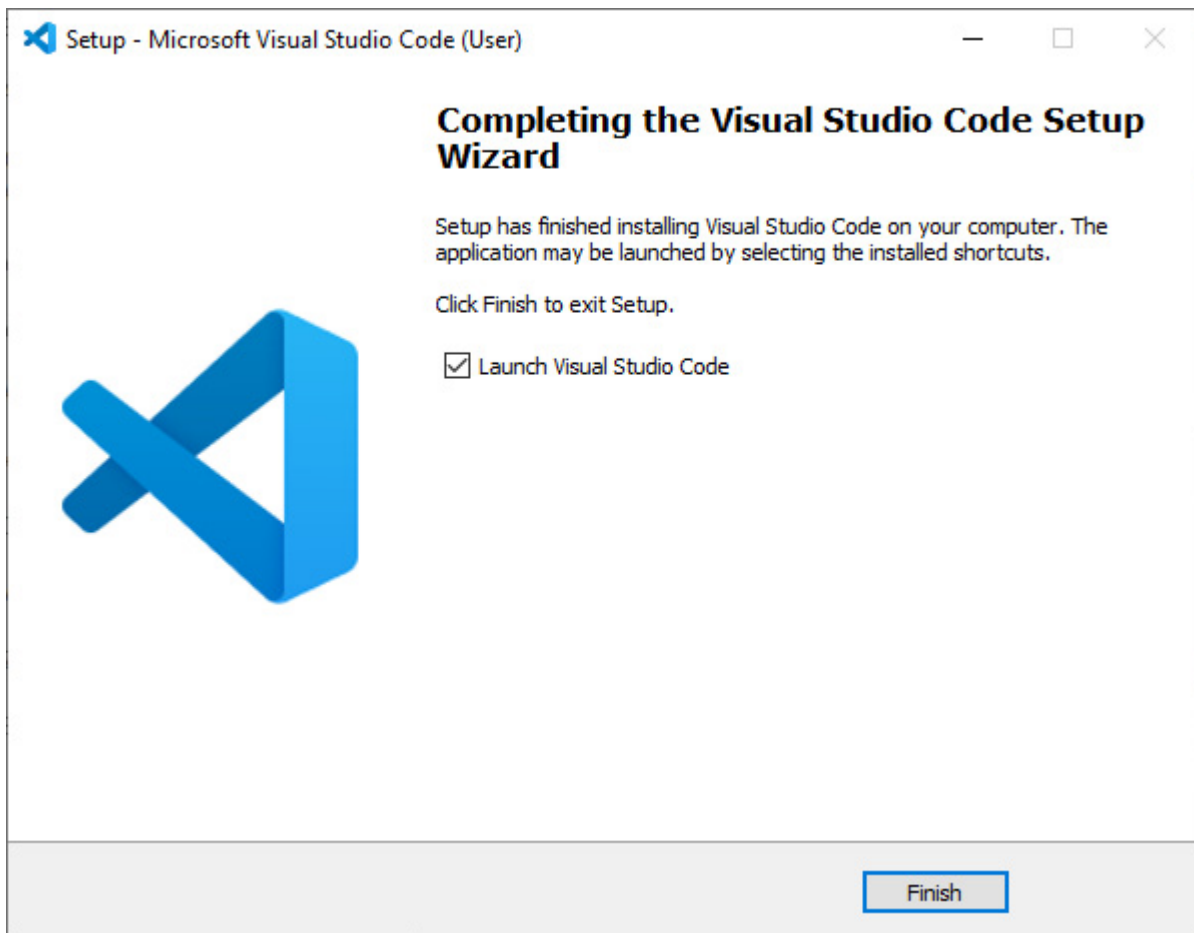 Setup - Microsoft Visual Studio Code (User)
Completing the Visual Studio Code Setup
Wizard
Setup has finished installing Visual Studio Code on your computer. The
application may be launched by selecting the installed shortcuts.
Click Finish to exit Setup.
Launch Visual Studio Code
Finish